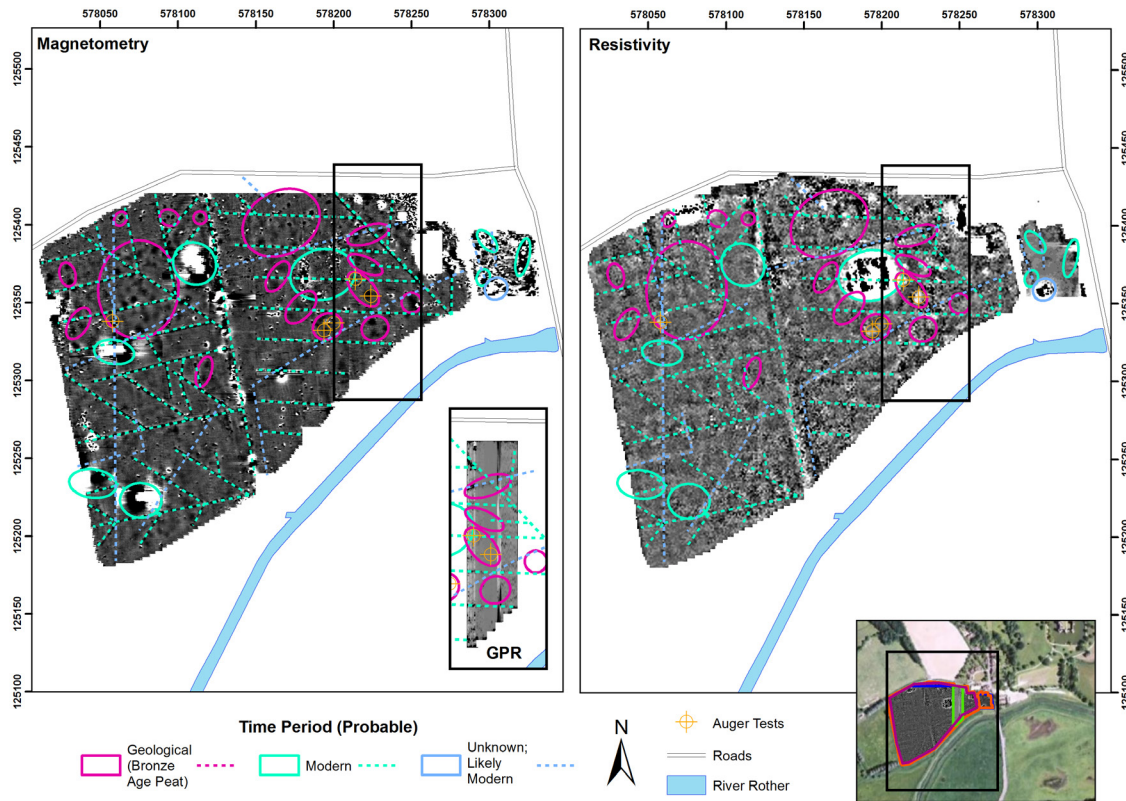 578050 578100 578150 578200 578250 578300
578050 578100 578150 578200 578250 578300
Magnetometry
Resistivity
125500
125450
125400
125350
125300
125250
125200
125150
125100
125500
125450
125400
125350
125300
125250
125200
125150
125100
GPR
Time Period (Probable)
Geological
(Bronze
Age Peat)
Modern
Unknown;
Likely
Modern
N
Auger Tests
Roads
River Rother